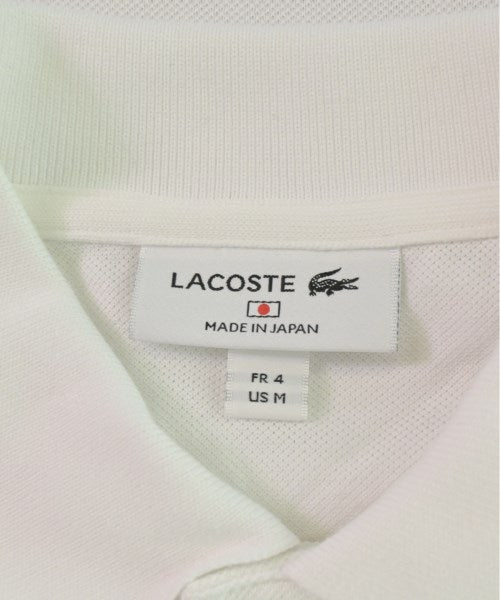 LACOSTE
MADE IN JAPAN
FR 4
US M